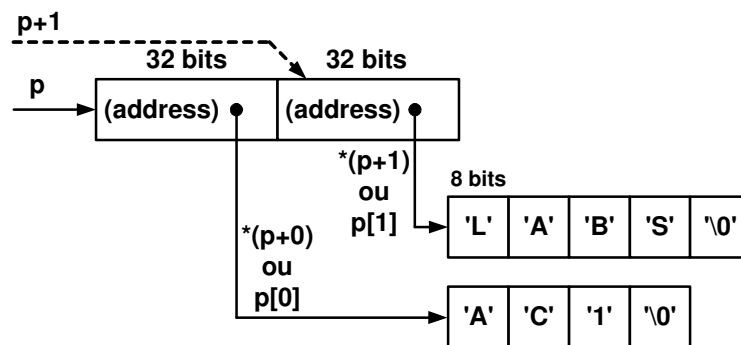 p+1
32 bits 32 bits
p
(address) (address)
*(p+1)
ou
p[1]
8 bits
'L' 'A' 'B' 'S' '\0'
*(p+0)
ou
p[0]
'A' 'C' '1' '\0'